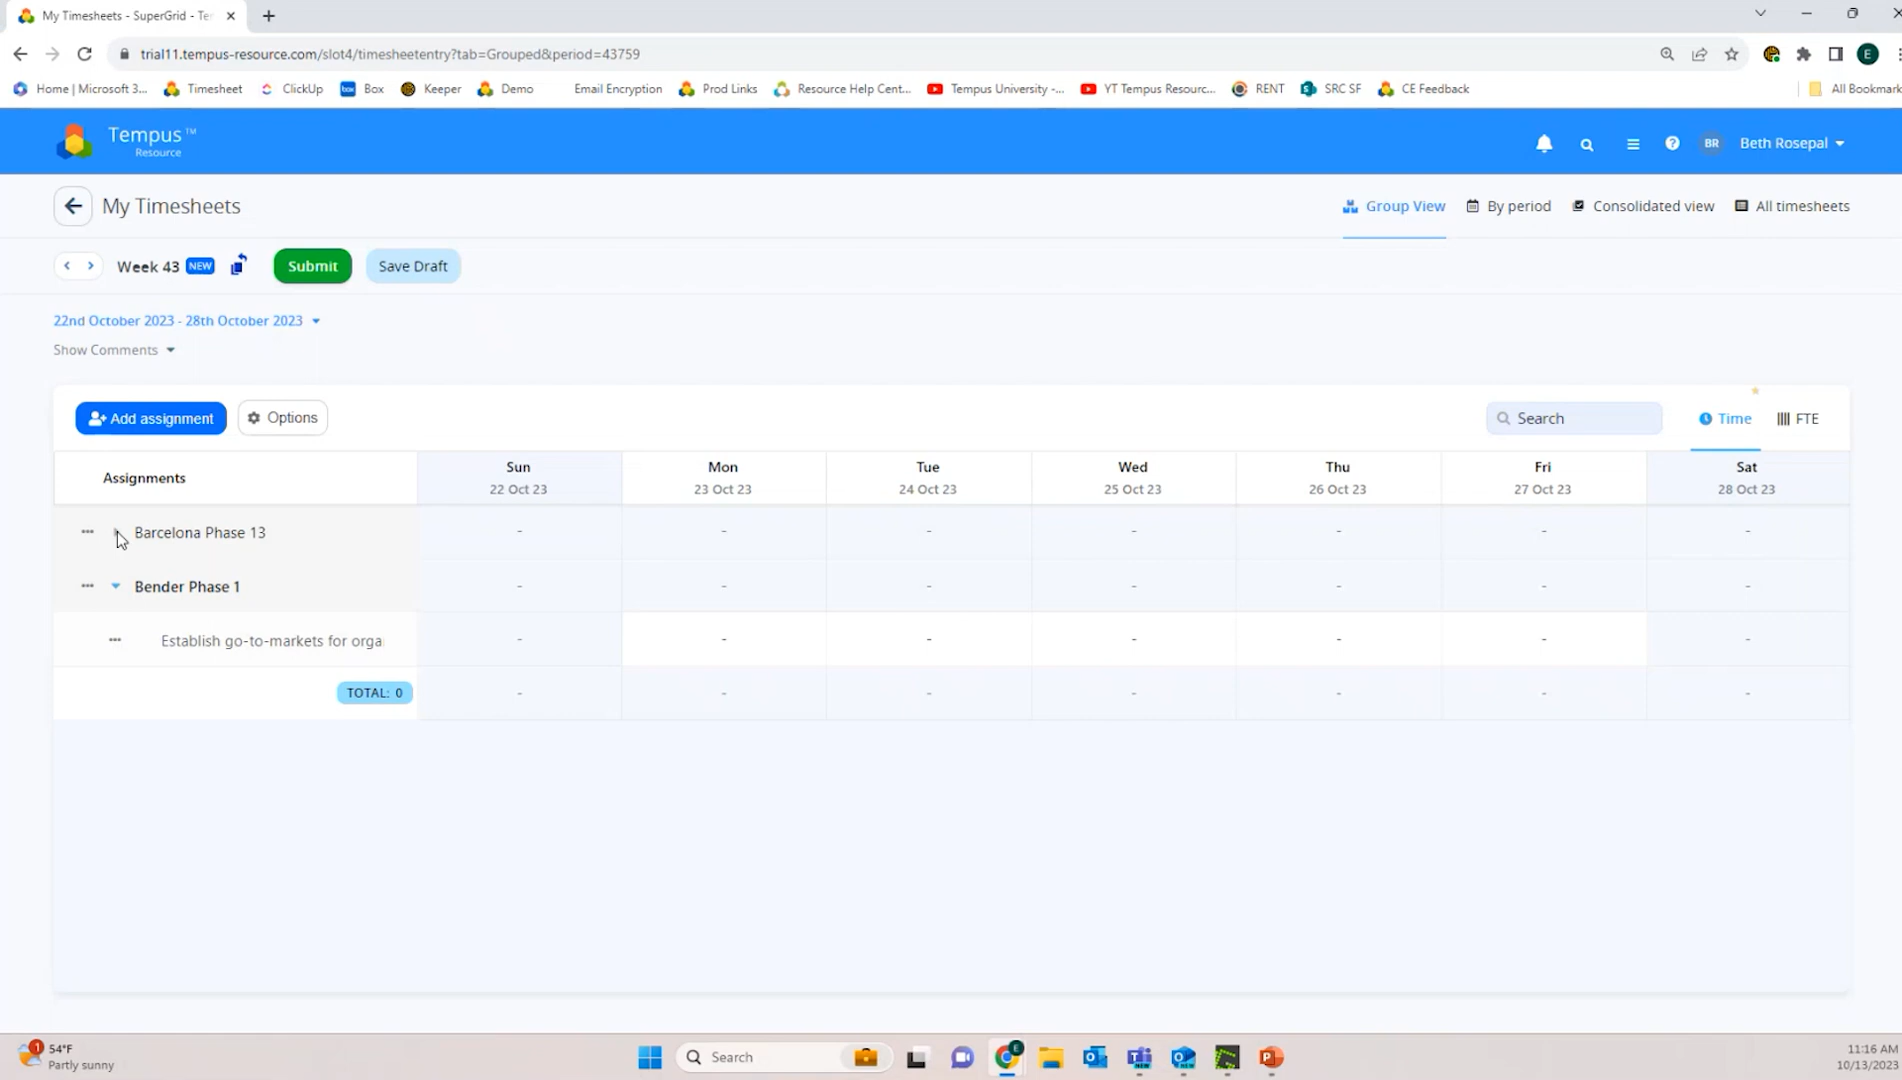 My Timesheets - SuperGrid - Te
trial11.tempus-resource.com/slot4/timesheetentry?tab=Grouped&period=43759
E
Home | Microsoft 3... Timesheet ClickUp box Box Keeper Demo Email Encryption Prod Links Resource Help Cent... Tempus University -... YT Tempus Resourc... RENT SRC SF CE Feedback All Bookmark
Tempus™
Resource
BR Beth Rosepal
My Timesheets
Group View By period Consolidated view All timesheets
Week 43 NEW Submit Save Draft
22nd October 2023 - 28th October 2023
Show Comments
Add assignment Options Search Time FTE
Assignments
Sun Mon Tue Wed Thu Fri Sat
22 Oct 23 23 Oct 23 24 Oct 23 25 Oct 23 26 Oct 23 27 Oct 23 28 Oct 23
Barcelona Phase 13 - - - - - - -
Bender Phase 1 - - - - - - -
Establish go-to-markets for orga - - - - - - -
TOTAL: 0 - - - - - - -
1
54°F
Partly sunny
Search
E
NEW
NEW
11:16 AM
10/13/2023